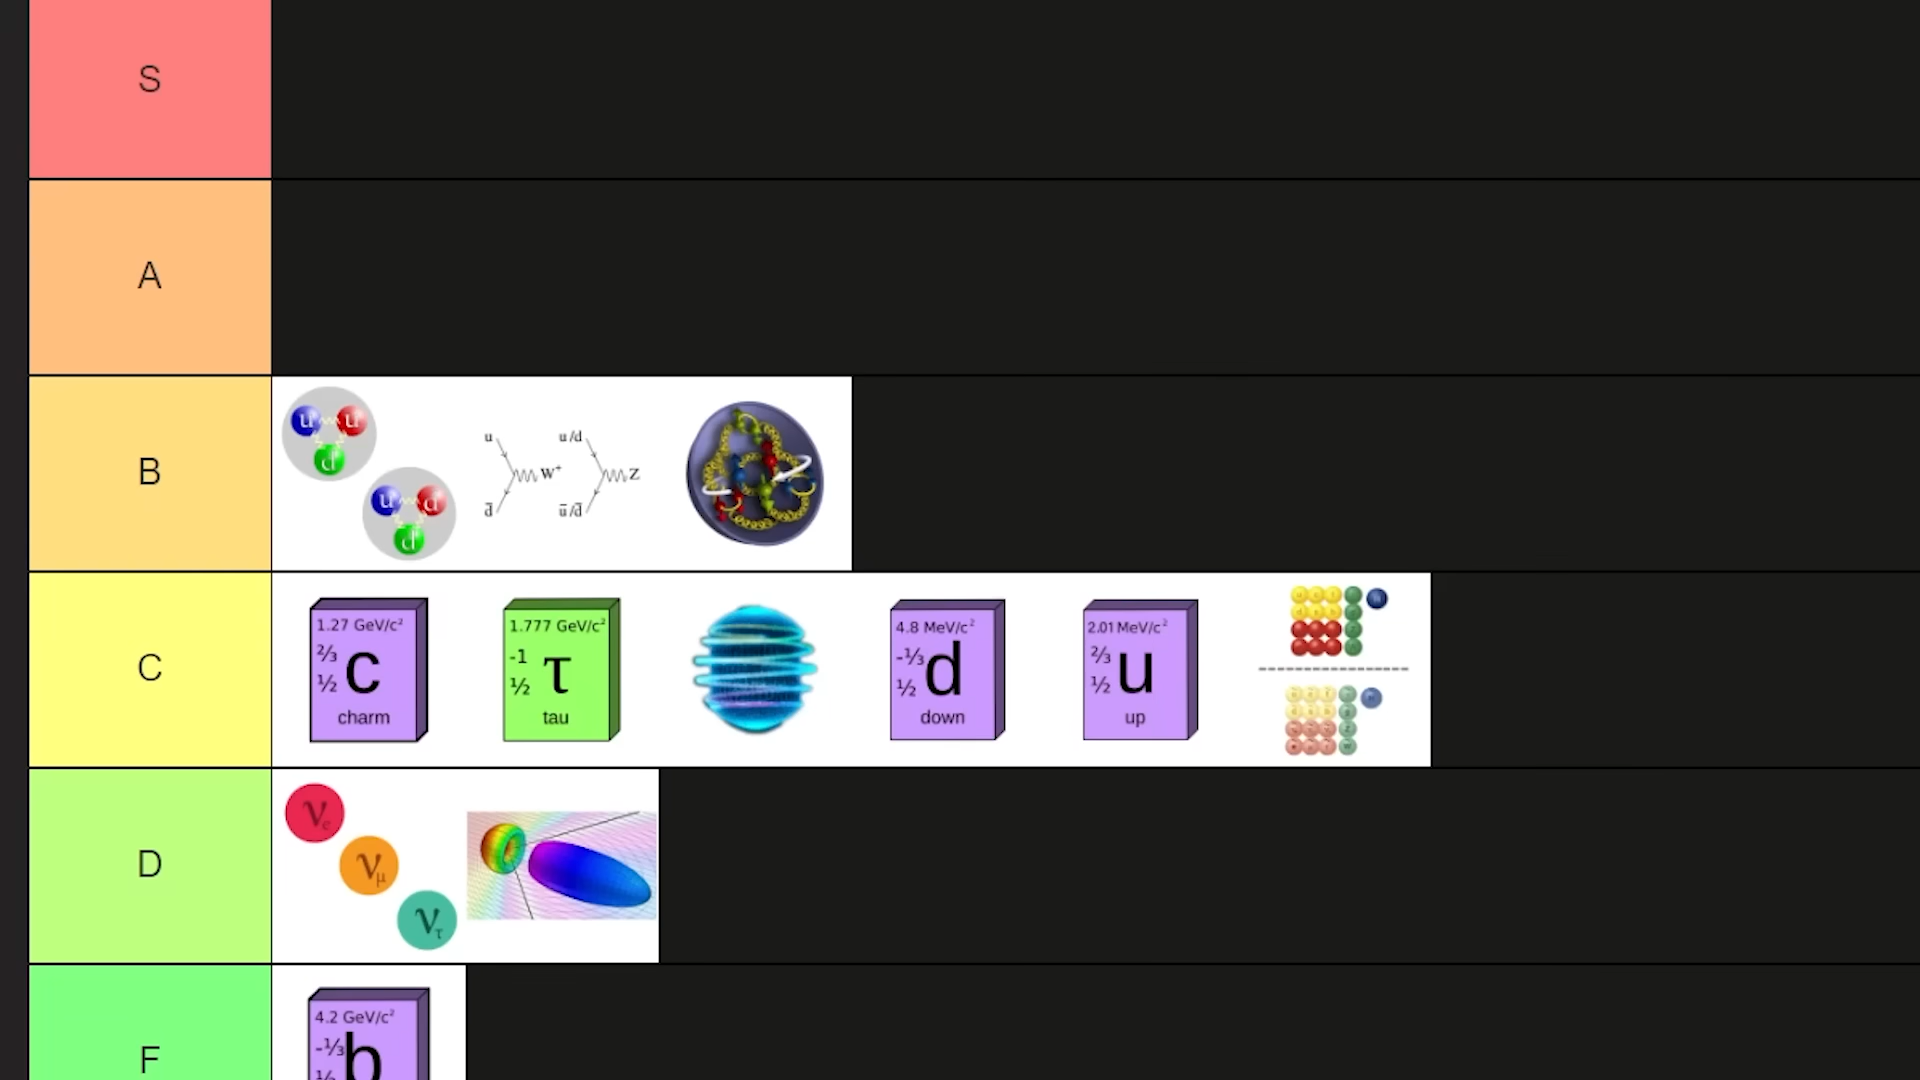 S
A
B
u u
d
u d
d
u u/d
W⁺ Z
d̅ u̅/d̅
C
1.27 GeV/c²
⅔
½
c
charm
1.777 GeV/c²
-1
½
τ
tau
4.8 MeV/c²
-⅓
½
d
down
2.01 MeV/c²
⅔
½
u
up
D
νe
νμ
ντ
F
4.2 GeV/c²
-⅓
b